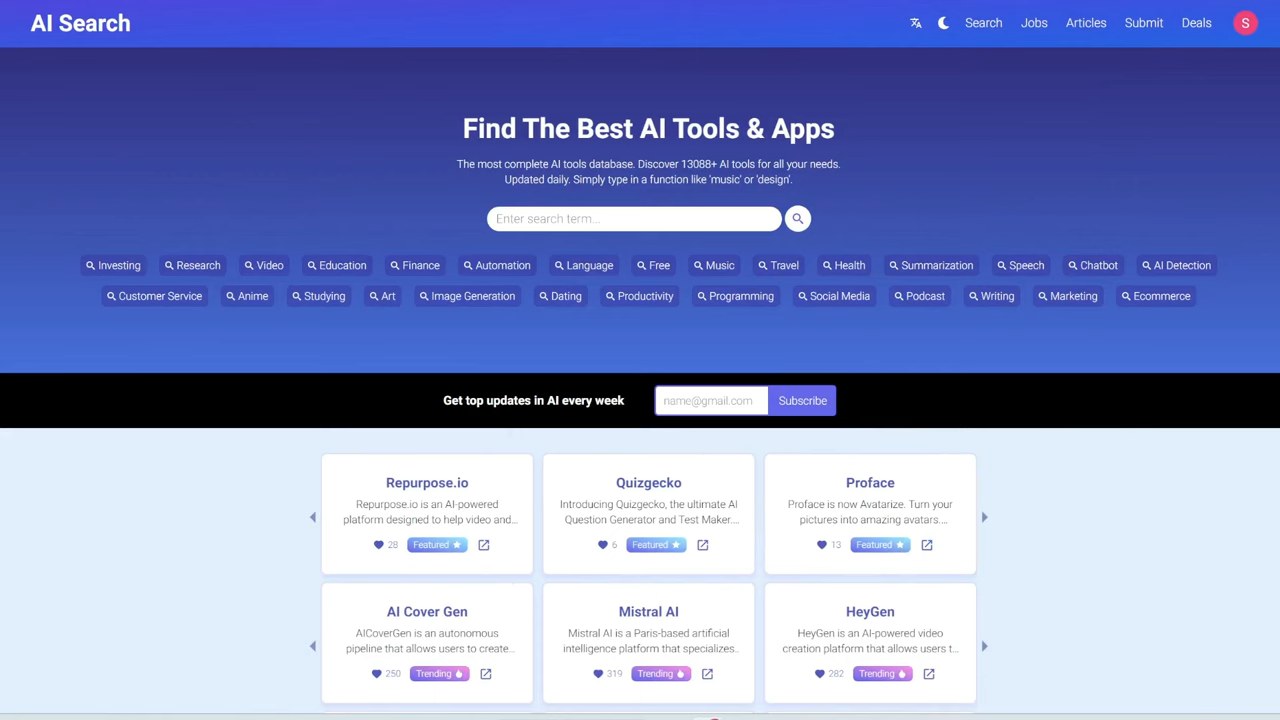 AI Search
Search Jobs Articles Submit Deals S
Find The Best AI Tools & Apps
The most complete AI tools database. Discover 13088+ AI tools for all your needs.
Updated daily. Simply type in a function like 'music' or 'design'.
Enter search term...
Investing Research Video Education Finance Automation Language Free Music Travel Health Summarization Speech Chatbot AI Detection
Customer Service Anime Studying Art Image Generation Dating Productivity Programming Social Media Podcast Writing Marketing Ecommerce
Get top updates in AI every week name@gmail.com Subscribe
Repurpose.io
Repurpose.io is an AI-powered
platform designed to help video and...
28 Featured
Quizgecko
Introducing Quizgecko, the ultimate AI
Question Generator and Test Maker....
6 Featured
Proface
Proface is now Avatarize. Turn your
pictures into amazing avatars....
13 Featured
AI Cover Gen
AICoverGen is an autonomous
pipeline that allows users to create...
250 Trending
Mistral AI
Mistral AI is a Paris-based artificial
intelligence platform that specializes..
319 Trending
HeyGen
HeyGen is an AI-powered video
creation platform that allows users t...
282 Trending